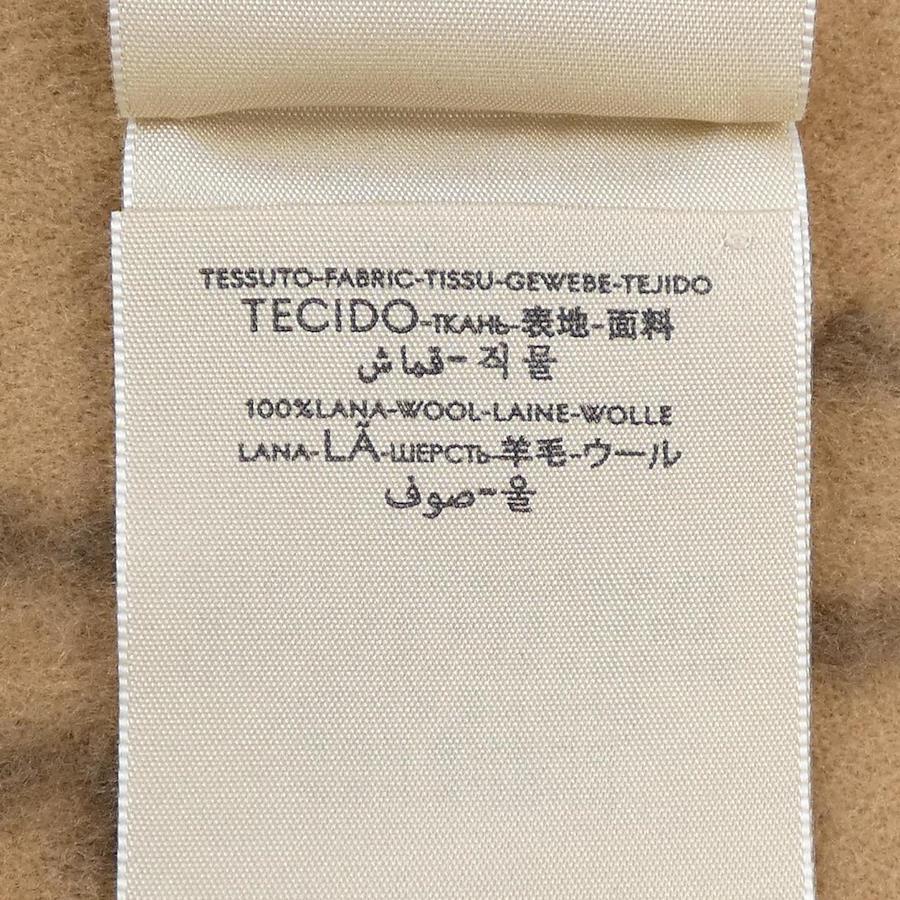 TESSUTO-FABRIC-TISSU-GEWEBE-TEJIDO
TECIDO-ТКАНЬ-表地-面料
قماش-직물
100%LANA-WOOL-LAINE-WOLLE
LANA-LÃ-ШЕРСТЬ-羊毛-ウール
صوف-울